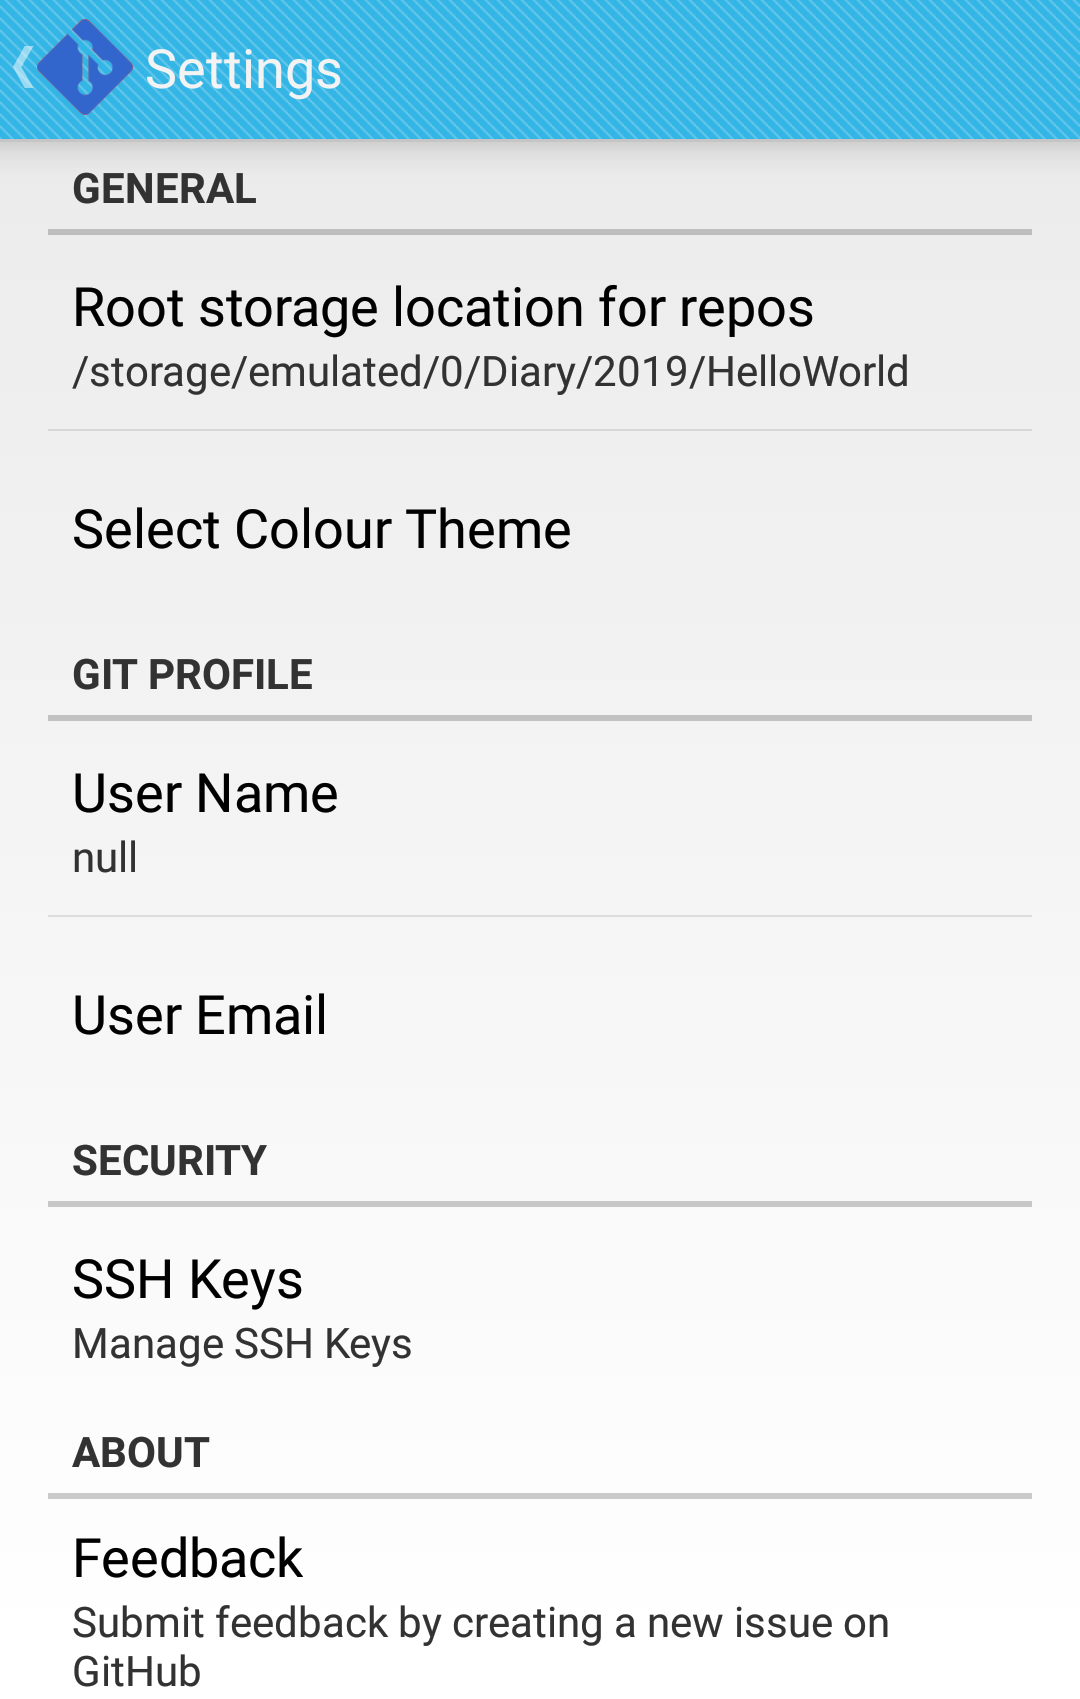 Settings
GENERAL
Root storage location for repos
/storage/emulated/0/Diary/2019/HelloWorld
Select Colour Theme
GIT PROFILE
User Name
null
User Email
SECURITY
SSH Keys
Manage SSH Keys
ABOUT
Feedback
Submit feedback by creating a new issue on
GitHub